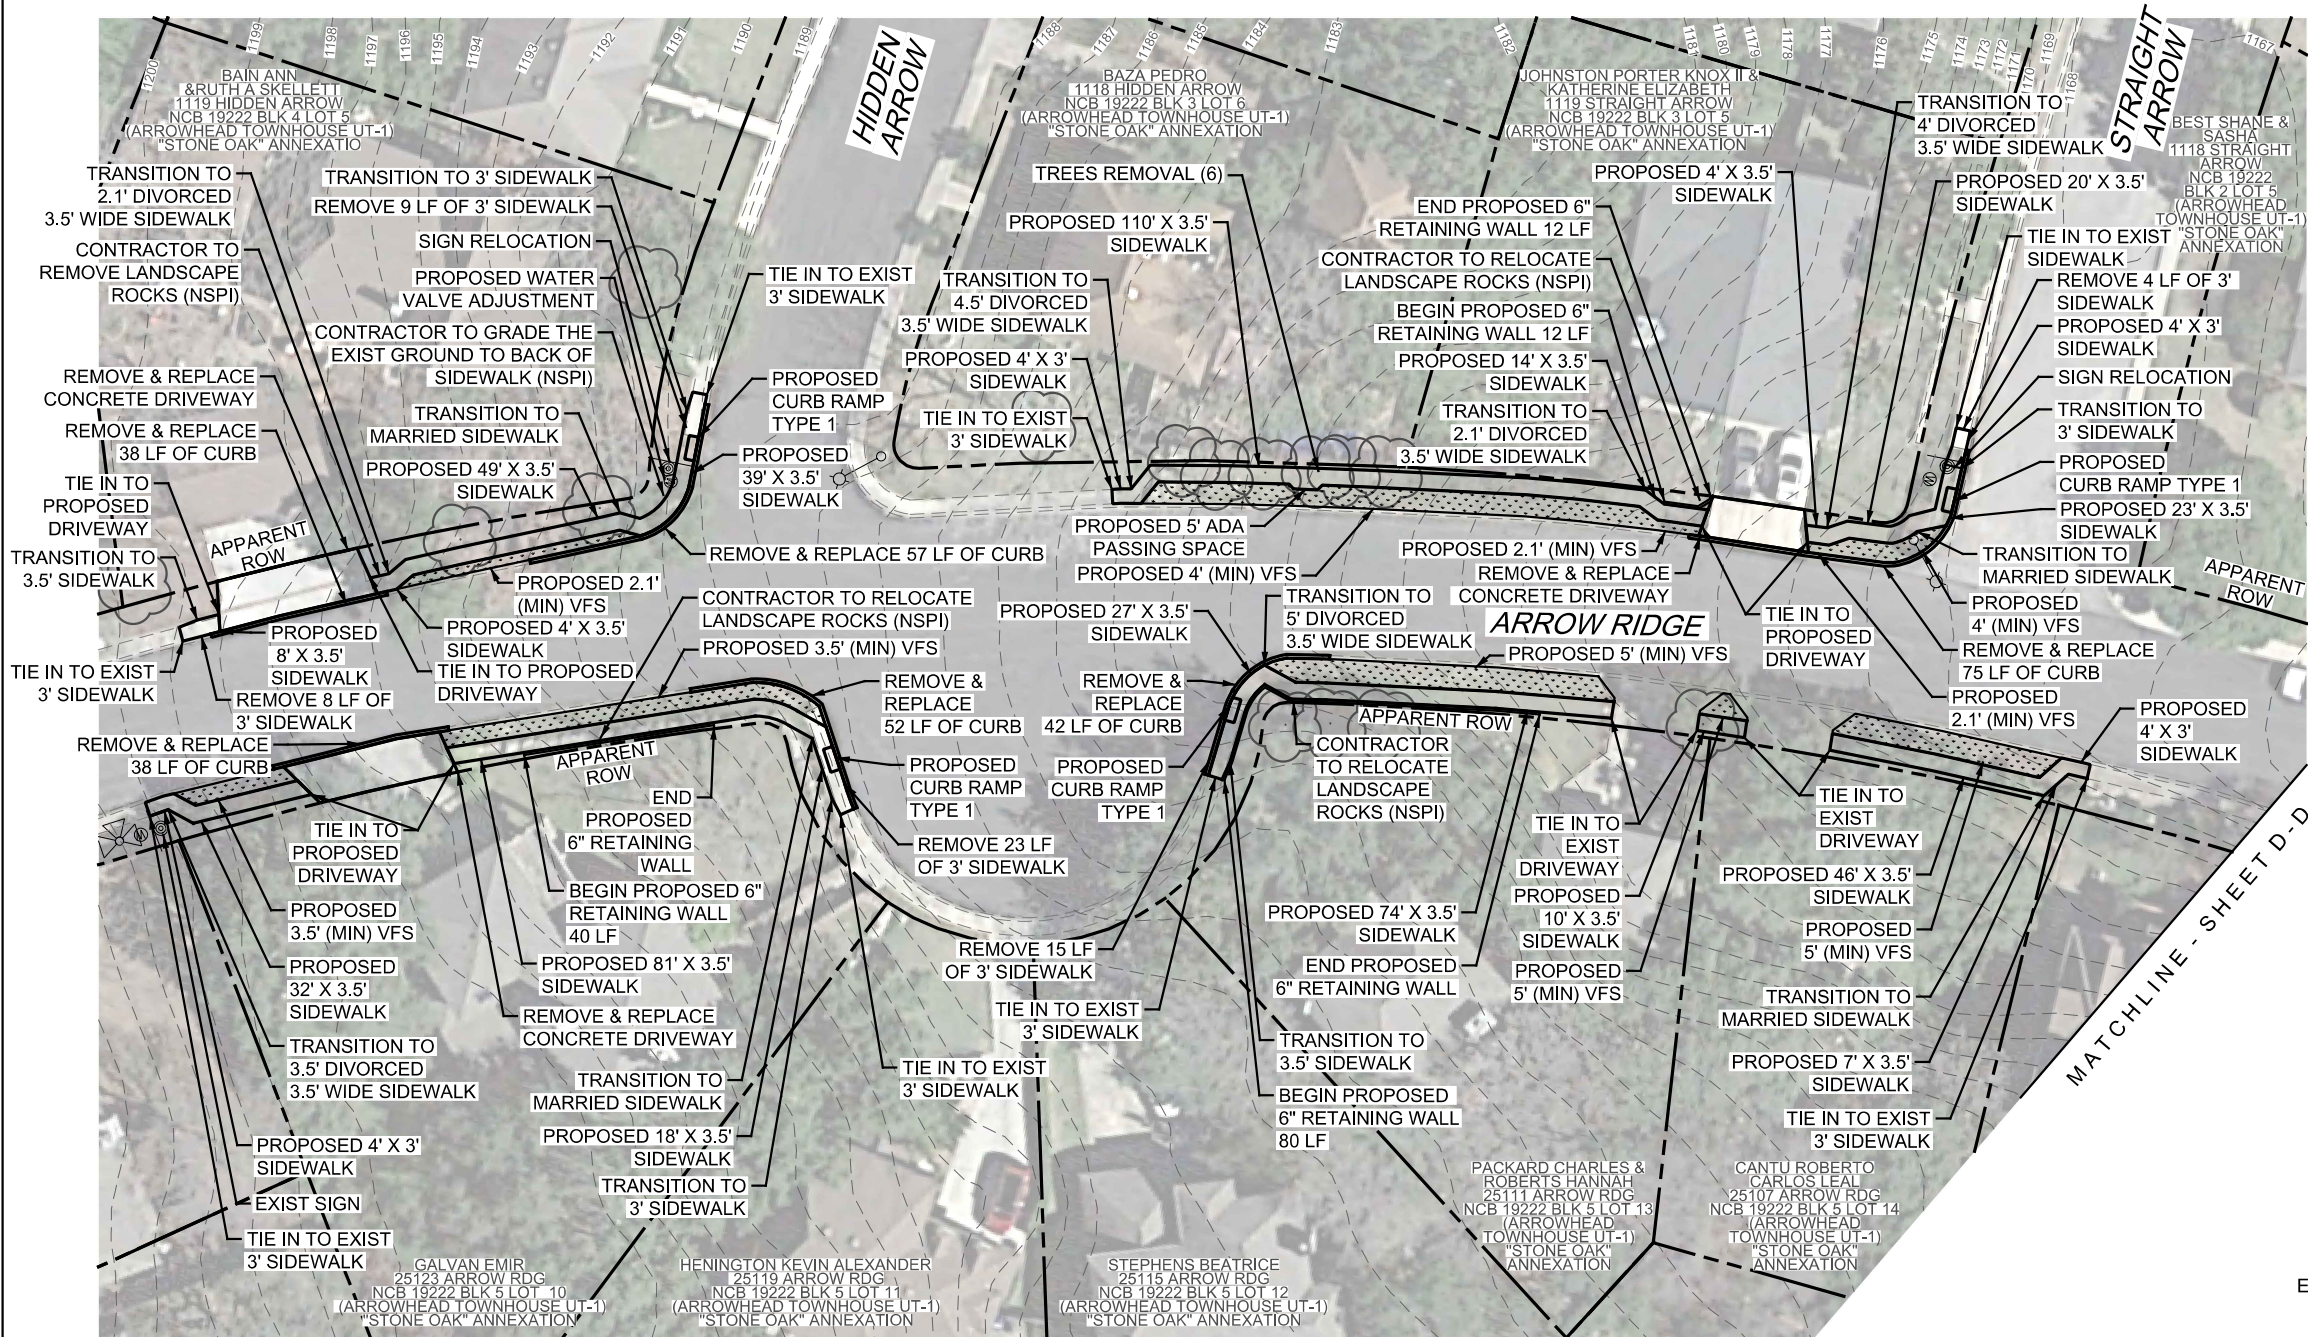 1200
1199
1198
1197
1196
1195
1194
1193
1192
1191
1190
1189
1188
1187
1186
1185
1184
1183
1182
1181
1180
1179
1178
1177
1176
1175
1174
1173
1172
1171
1170
1169
1168
1167
HIDDEN
ARROW
STRAIGHT
ARROW
ARROW RIDGE
BAIN ANN
&RUTH A SKELLETT
1119 HIDDEN ARROW
NCB 19222 BLK 4 LOT 5
(ARROWHEAD TOWNHOUSE UT-1)
"STONE OAK" ANNEXATIO
BAZA PEDRO
1118 HIDDEN ARROW
NCB 19222 BLK 3 LOT 6
(ARROWHEAD TOWNHOUSE UT-1)
"STONE OAK" ANNEXATION
JOHNSTON PORTER KNOX II &
KATHERINE ELIZABETH
1119 STRAIGHT ARROW
NCB 19222 BLK 3 LOT 5
(ARROWHEAD TOWNHOUSE UT-1)
"STONE OAK" ANNEXATION
BEST SHANE &
SASHA
1118 STRAIGHT
ARROW
NCB 19222
BLK 2 LOT 5
(ARROWHEAD
TOWNHOUSE UT-1)
"STONE OAK"
ANNEXATION
TRANSITION TO
2.1' DIVORCED
3.5' WIDE SIDEWALK
CONTRACTOR TO
REMOVE LANDSCAPE
ROCKS (NSPI)
REMOVE & REPLACE
CONCRETE DRIVEWAY
REMOVE & REPLACE
38 LF OF CURB
TIE IN TO
PROPOSED
DRIVEWAY
TRANSITION TO
3.5' SIDEWALK
TIE IN TO EXIST
3' SIDEWALK
APPARENT
ROW
TRANSITION TO 3' SIDEWALK
REMOVE 9 LF OF 3' SIDEWALK
SIGN RELOCATION
PROPOSED WATER
VALVE ADJUSTMENT
CONTRACTOR TO GRADE THE
EXIST GROUND TO BACK OF
SIDEWALK (NSPI)
TRANSITION TO
MARRIED SIDEWALK
PROPOSED 49' X 3.5'
SIDEWALK
TIE IN TO EXIST
3' SIDEWALK
PROPOSED
CURB RAMP
TYPE 1
PROPOSED
39' X 3.5'
SIDEWALK
REMOVE & REPLACE 57 LF OF CURB
PROPOSED 2.1'
(MIN) VFS
PROPOSED 4' X 3.5'
SIDEWALK
TIE IN TO PROPOSED
DRIVEWAY
PROPOSED
8' X 3.5'
SIDEWALK
REMOVE 8 LF OF
3' SIDEWALK
TREES REMOVAL (6)
PROPOSED 110' X 3.5'
SIDEWALK
TRANSITION TO
4.5' DIVORCED
3.5' WIDE SIDEWALK
PROPOSED 4' X 3'
SIDEWALK
TIE IN TO EXIST
3' SIDEWALK
PROPOSED 5' ADA
PASSING SPACE
PROPOSED 4' (MIN) VFS
END PROPOSED 6"
RETAINING WALL 12 LF
CONTRACTOR TO RELOCATE
LANDSCAPE ROCKS (NSPI)
BEGIN PROPOSED 6"
RETAINING WALL 12 LF
PROPOSED 14' X 3.5'
SIDEWALK
TRANSITION TO
2.1' DIVORCED
3.5' WIDE SIDEWALK
PROPOSED 2.1' (MIN) VFS
REMOVE & REPLACE
CONCRETE DRIVEWAY
PROPOSED 4' X 3.5'
SIDEWALK
TRANSITION TO
4' DIVORCED
3.5' WIDE SIDEWALK
PROPOSED 20' X 3.5'
SIDEWALK
TIE IN TO EXIST
SIDEWALK
REMOVE 4 LF OF 3'
SIDEWALK
PROPOSED 4' X 3'
SIDEWALK
SIGN RELOCATION
TRANSITION TO
3' SIDEWALK
PROPOSED
CURB RAMP TYPE 1
PROPOSED 23' X 3.5'
SIDEWALK
TRANSITION TO
MARRIED SIDEWALK
APPARENT
ROW
PROPOSED
4' (MIN) VFS
REMOVE & REPLACE
75 LF OF CURB
PROPOSED
2.1' (MIN) VFS
TIE IN TO
PROPOSED
DRIVEWAY
CONTRACTOR TO RELOCATE
LANDSCAPE ROCKS (NSPI)
PROPOSED 3.5' (MIN) VFS
REMOVE &
REPLACE
52 LF OF CURB
PROPOSED
CURB RAMP
TYPE 1
REMOVE 23 LF
OF 3' SIDEWALK
TIE IN TO EXIST
3' SIDEWALK
REMOVE & REPLACE
38 LF OF CURB
APPARENT
ROW
TIE IN TO
PROPOSED
DRIVEWAY
PROPOSED
3.5' (MIN) VFS
PROPOSED
32' X 3.5'
SIDEWALK
TRANSITION TO
3.5' DIVORCED
3.5' WIDE SIDEWALK
PROPOSED 4' X 3'
SIDEWALK
EXIST SIGN
TIE IN TO EXIST
3' SIDEWALK
END
PROPOSED
6" RETAINING
WALL
BEGIN PROPOSED 6"
RETAINING WALL
40 LF
PROPOSED 81' X 3.5'
SIDEWALK
REMOVE & REPLACE
CONCRETE DRIVEWAY
TRANSITION TO
MARRIED SIDEWALK
PROPOSED 18' X 3.5'
SIDEWALK
TRANSITION TO
3' SIDEWALK
PROPOSED 27' X 3.5'
SIDEWALK
TRANSITION TO
5' DIVORCED
3.5' WIDE SIDEWALK
PROPOSED 5' (MIN) VFS
REMOVE &
REPLACE
42 LF OF CURB
PROPOSED
CURB RAMP
TYPE 1
APPARENT ROW
CONTRACTOR
TO RELOCATE
LANDSCAPE
ROCKS (NSPI)
REMOVE 15 LF
OF 3' SIDEWALK
TIE IN TO EXIST
3' SIDEWALK
TRANSITION TO
3.5' SIDEWALK
BEGIN PROPOSED
6" RETAINING WALL
80 LF
PROPOSED 74' X 3.5'
SIDEWALK
END PROPOSED
6" RETAINING WALL
TIE IN TO
EXIST
DRIVEWAY
PROPOSED
10' X 3.5'
SIDEWALK
PROPOSED
5' (MIN) VFS
TIE IN TO
EXIST
DRIVEWAY
PROPOSED
4' X 3'
SIDEWALK
PROPOSED 46' X 3.5'
SIDEWALK
PROPOSED
5' (MIN) VFS
TRANSITION TO
MARRIED SIDEWALK
PROPOSED 7' X 3.5'
SIDEWALK
TIE IN TO EXIST
3' SIDEWALK
MATCHLINE - SHEET D-D
GALVAN EMIR
25123 ARROW RDG
NCB 19222 BLK 5 LOT 10
(ARROWHEAD TOWNHOUSE UT-1)
"STONE OAK" ANNEXATION
HENINGTON KEVIN ALEXANDER
25119 ARROW RDG
NCB 19222 BLK 5 LOT 11
(ARROWHEAD TOWNHOUSE UT-1)
"STONE OAK" ANNEXATION
STEPHENS BEATRICE
25115 ARROW RDG
NCB 19222 BLK 5 LOT 12
(ARROWHEAD TOWNHOUSE UT-1)
"STONE OAK" ANNEXATION
PACKARD CHARLES &
ROBERTS HANNAH
25111 ARROW RDG
NCB 19222 BLK 5 LOT 13
(ARROWHEAD
TOWNHOUSE UT-1)
"STONE OAK"
ANNEXATION
CANTU ROBERTO
CARLOS LEAL
25107 ARROW RDG
NCB 19222 BLK 5 LOT 14
(ARROWHEAD
TOWNHOUSE UT-1)
"STONE OAK"
ANNEXATION
E